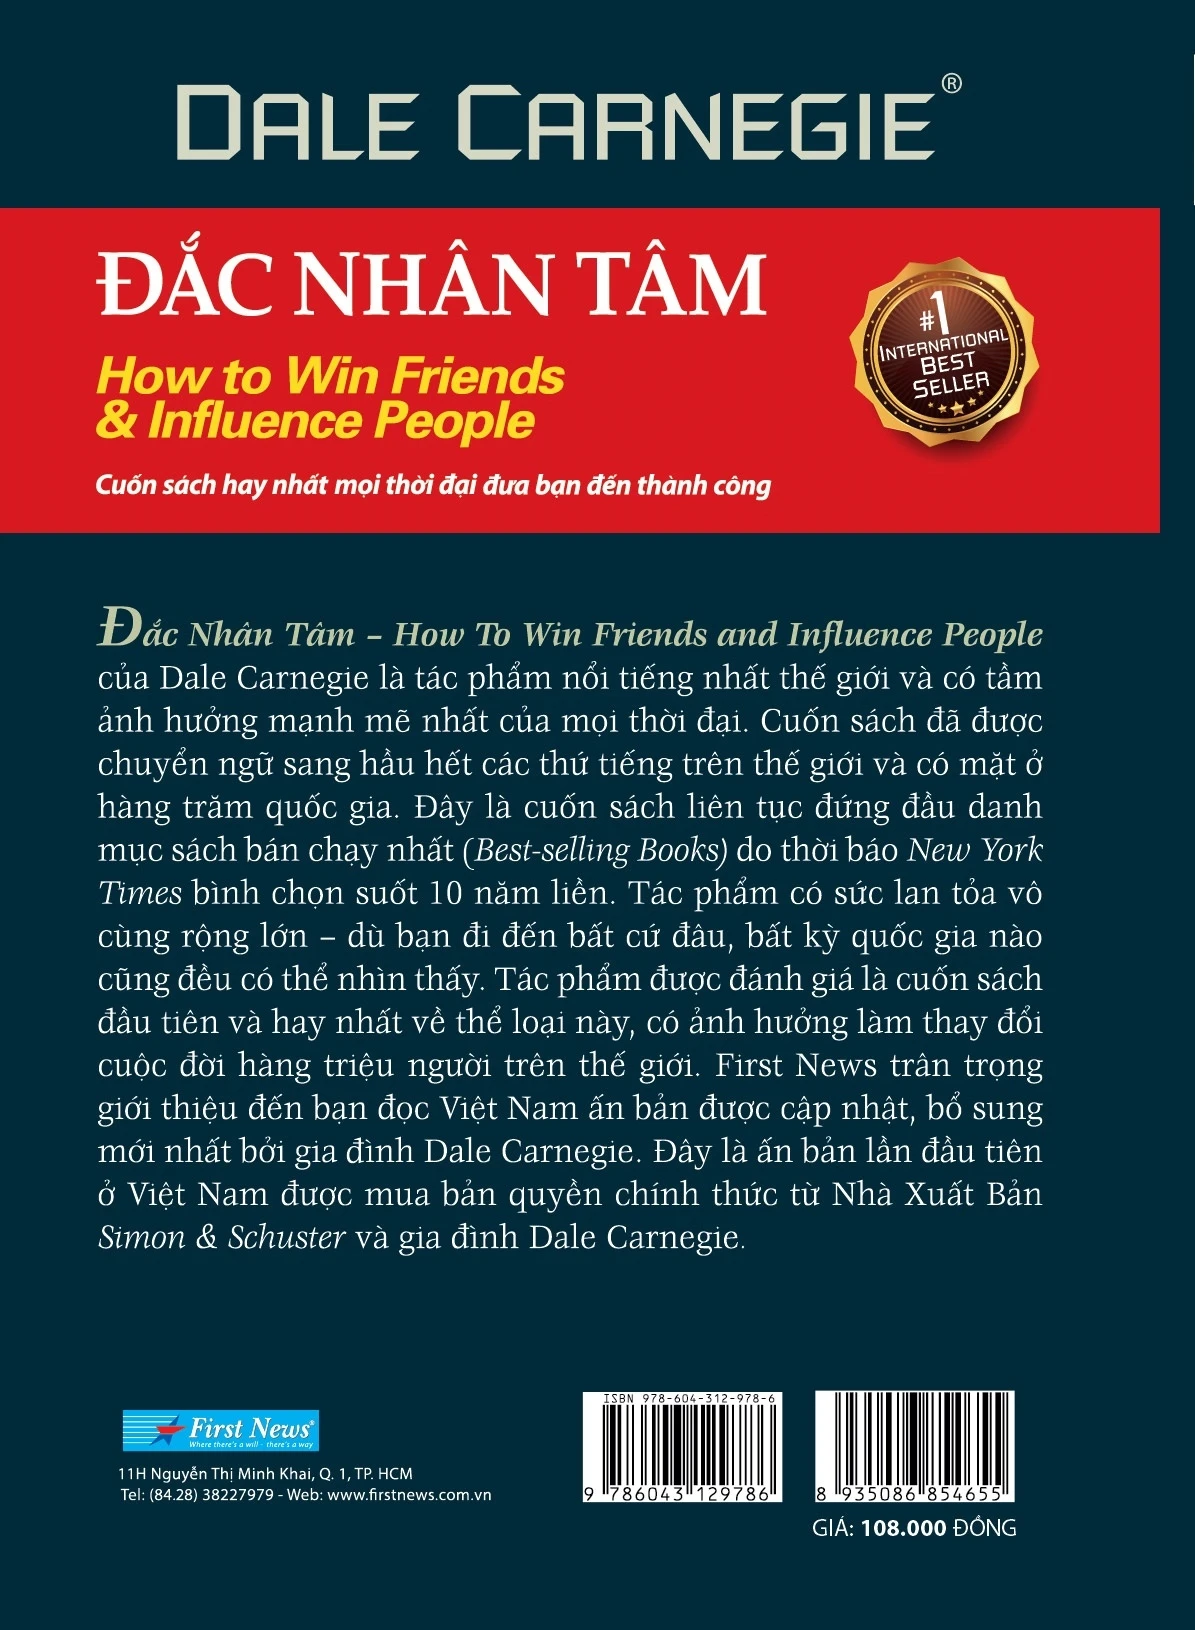 DALE CARNEGIE®
ĐẮC NHÂN TÂM
How to Win Friends
& Influence People
Cuốn sách hay nhất mọi thời đại đưa bạn đến thành công
#1
INTERNATIONAL
BEST
SELLER
Đắc Nhân Tâm – How To Win Friends and Influence People
của Dale Carnegie là tác phẩm nổi tiếng nhất thế giới và có tầm
ảnh hưởng mạnh mẽ nhất của mọi thời đại. Cuốn sách đã được
chuyển ngữ sang hầu hết các thứ tiếng trên thế giới và có mặt ở
hàng trăm quốc gia. Đây là cuốn sách liên tục đứng đầu danh
mục sách bán chạy nhất (Best-selling Books) do thời báo New York
Times bình chọn suốt 10 năm liền. Tác phẩm có sức lan tỏa vô
cùng rộng lớn – dù bạn đi đến bất cứ đâu, bất kỳ quốc gia nào
cũng đều có thể nhìn thấy. Tác phẩm được đánh giá là cuốn sách
đầu tiên và hay nhất về thể loại này, có ảnh hưởng làm thay đổi
cuộc đời hàng triệu người trên thế giới. First News trân trọng
giới thiệu đến bạn đọc Việt Nam ấn bản được cập nhật, bổ sung
mới nhất bởi gia đình Dale Carnegie. Đây là ấn bản lần đầu tiên
ở Việt Nam được mua bản quyền chính thức từ Nhà Xuất Bản
Simon & Schuster và gia đình Dale Carnegie.
First News®
Where there's a will - there's a way
11H Nguyễn Thị Minh Khai, Q. 1, TP. HCM
Tel: (84.28) 38227979 - Web: www.firstnews.com.vn
ISBN 978-604-312-978-6
9 786043 129786
8 935086 854655
GIÁ: 108.000 ĐỒNG